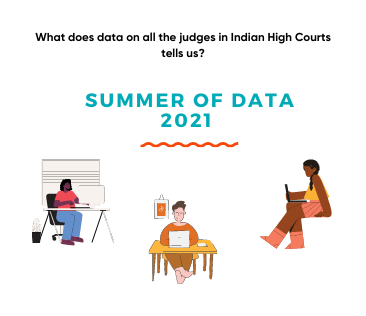 What does data on all the judges in Indian High Courts
tells us?
SUMMER OF DATA
2021